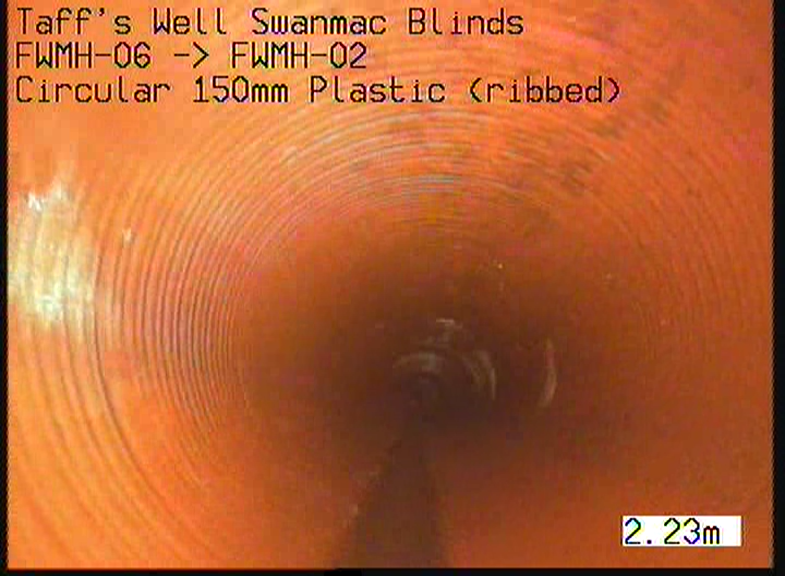 Taff's Well Swanmac Blinds
FWMH-06 -> FWMH-02
Circular 150mm Plastic (ribbed)
2.23m